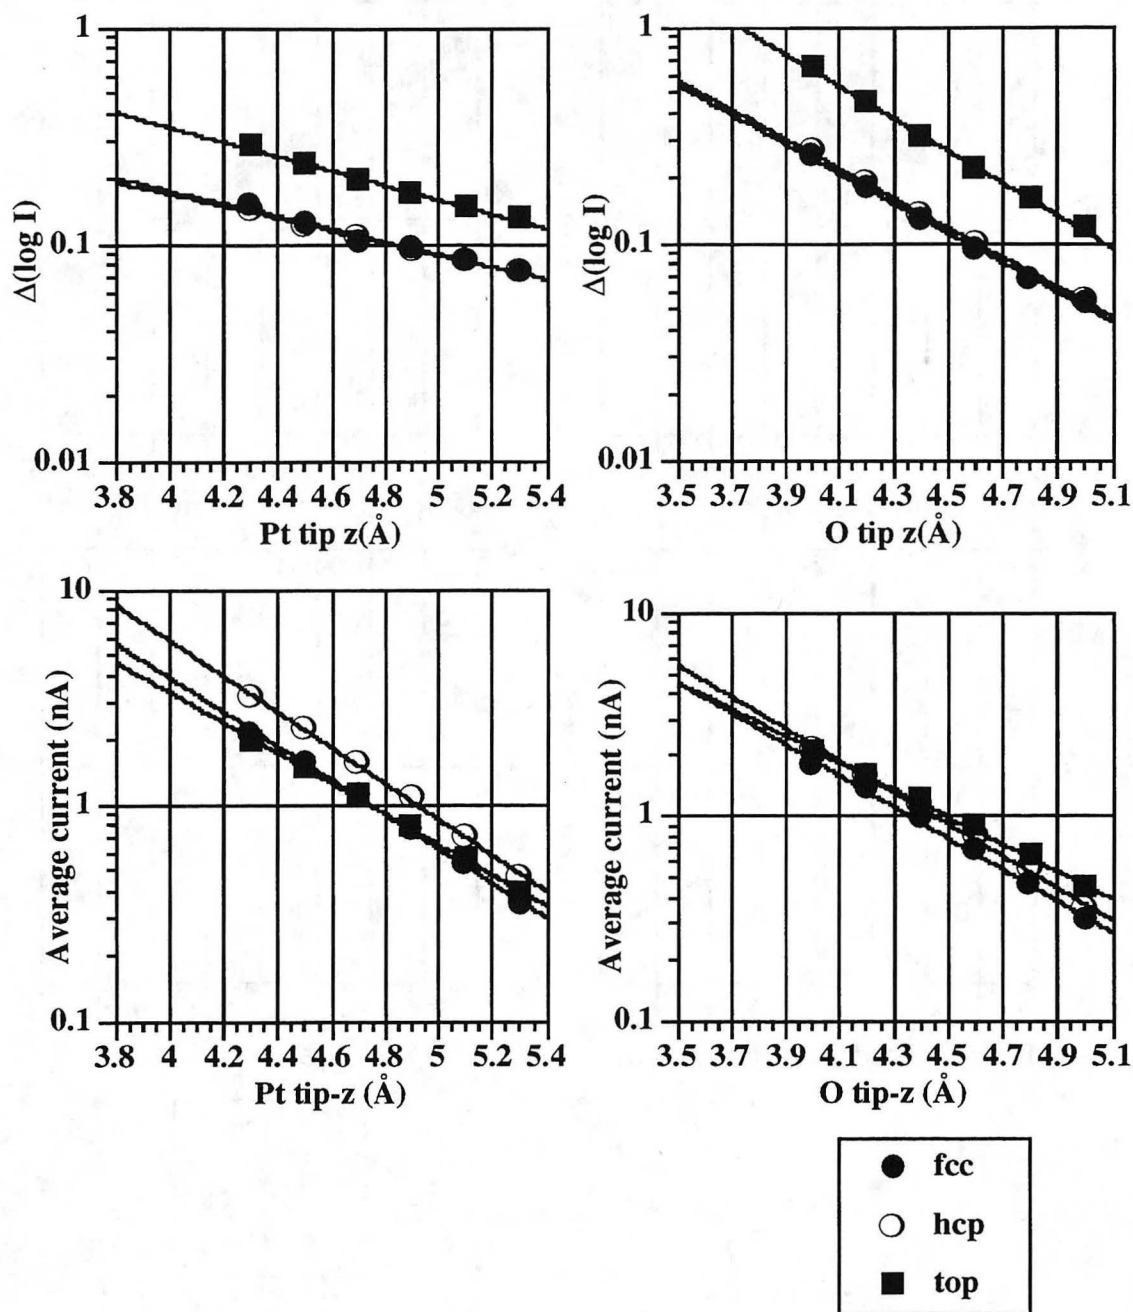 1
0.1
0.01
Δ(log I)
3.8 4 4.2 4.4 4.6 4.8 5 5.2 5.4
Pt tip z(Å)
1
0.1
0.01
Δ(log I)
3.5 3.7 3.9 4.1 4.3 4.5 4.7 4.9 5.1
O tip z(Å)
10
1
0.1
Average current (nA)
3.8 4 4.2 4.4 4.6 4.8 5 5.2 5.4
Pt tip-z (Å)
10
1
0.1
Average current (nA)
3.5 3.7 3.9 4.1 4.3 4.5 4.7 4.9 5.1
O tip-z (Å)
fcc
hcp
top